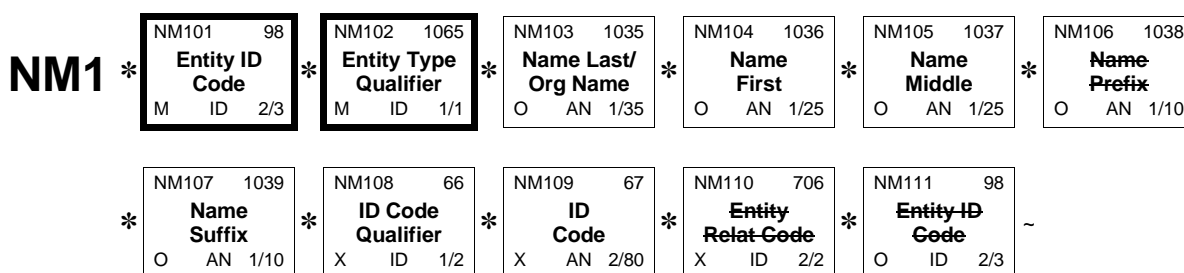 NM1 * NM101 98 * NM102 1065 * NM103 1035 * NM104 1036 * NM105 1037 * NM106 1038
Entity ID Entity Type Name Last/ Name Name Name
Code Qualifier Org Name First Middle Prefix
M ID 2/3 M ID 1/1 O AN 1/35 O AN 1/25 O AN 1/25 O AN 1/10
* NM107 1039 * NM108 66 * NM109 67 * NM110 706 * NM111 98 ~
Name ID Code ID Entity Entity ID
Suffix Qualifier Code Relat Code Code
O AN 1/10 X ID 1/2 X AN 2/80 X ID 2/2 O ID 2/3